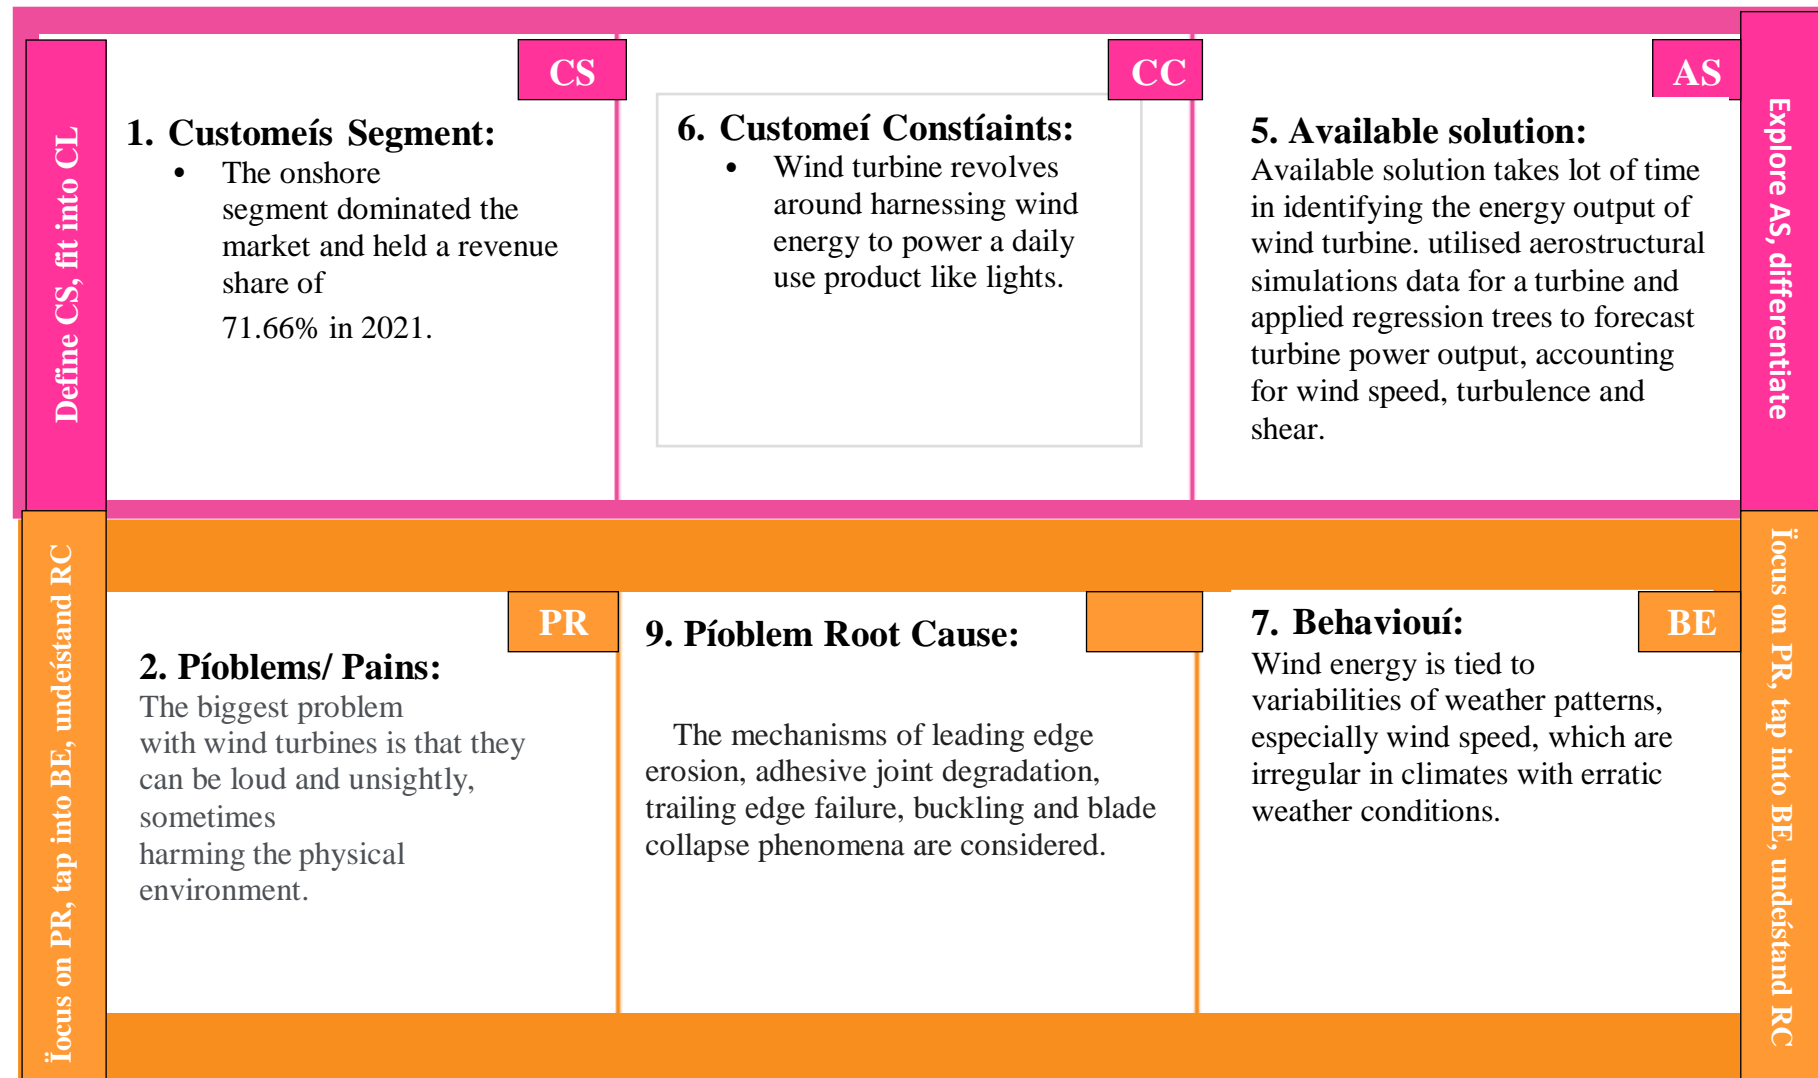 Define CS, fit into CL
CS
1. Customeís Segment:
• The onshore
segment dominated the
market and held a revenue
share of
71.66% in 2021.
CC
6. Customeí Constíaints:
• Wind turbine revolves
around harnessing wind
energy to power a daily
use product like lights.
AS
5. Available solution:
Available solution takes lot of time
in identifying the energy output of
wind turbine. utilised aerostructural
simulations data for a turbine and
applied regression trees to forecast
turbine power output, accounting
for wind speed, turbulence and
shear.
Explore AS, differentiate
Ïocus on PR, tap into BE, undeístand RC
PR
2. Píoblems/ Pains:
The biggest problem
with wind turbines is that they
can be loud and unsightly,
sometimes
harming the physical
environment.
9. Píoblem Root Cause:
The mechanisms of leading edge
erosion, adhesive joint degradation,
trailing edge failure, buckling and blade
collapse phenomena are considered.
BE
7. Behaviouí:
Wind energy is tied to
variabilities of weather patterns,
especially wind speed, which are
irregular in climates with erratic
weather conditions.
Ïocus on PR, tap into BE, undeístand RC